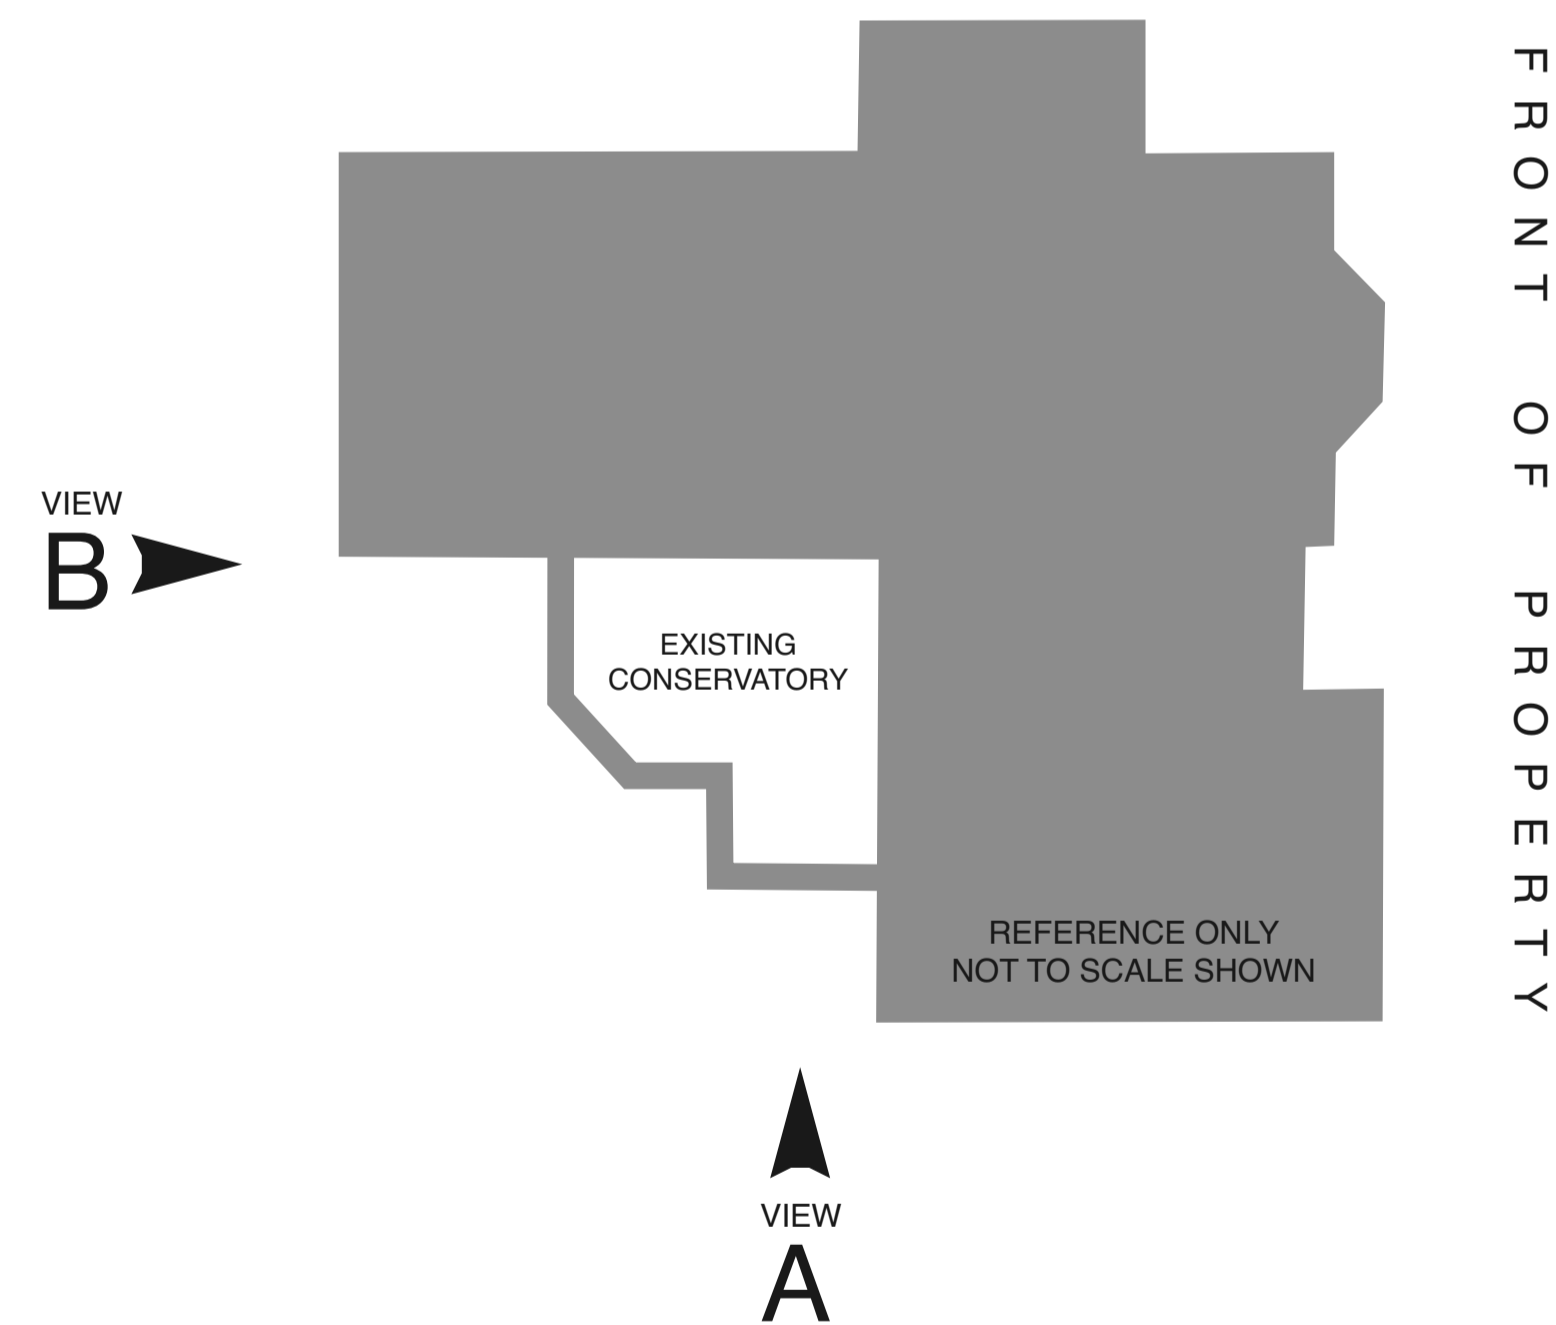 FRONT OF PROPERTY
VIEW
B
EXISTING
CONSERVATORY
REFERENCE ONLY
NOT TO SCALE SHOWN
VIEW
A